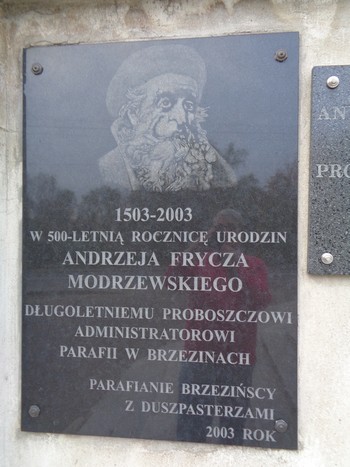 1503-2003
W 500-LETNIĄ ROCZNICĘ URODZIN
ANDRZEJA FRYCZA
MODRZEWSKIEGO
DŁUGOLETNIEMU PROBOSZCZOWI
ADMINISTRATOROWI
PARAFII W BRZEZINACH
PARAFIANIE BRZEZIŃSCY
Z DUSZPASTERZAMI
2003 ROK